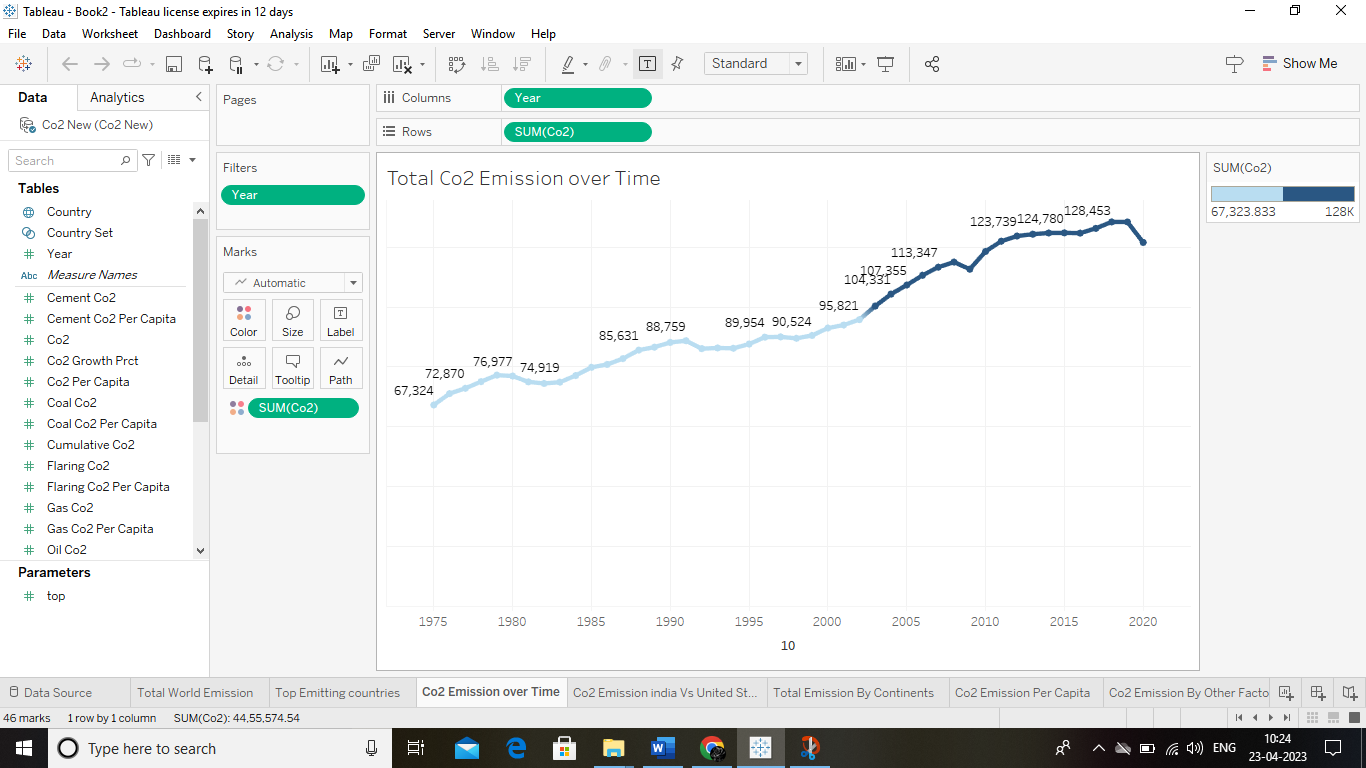 Tableau - Book2 - Tableau license expires in 12 days
File Data Worksheet Dashboard Story Analysis Map Format Server Window Help
Standard
Show Me
Data Analytics
Co2 New (Co2 New)
Search
Tables
Country
Country Set
Year
Abc Measure Names
Cement Co2
Cement Co2 Per Capita
Co2
Co2 Growth Prct
Co2 Per Capita
Coal Co2
Coal Co2 Per Capita
Cumulative Co2
Flaring Co2
Flaring Co2 Per Capita
Gas Co2
Gas Co2 Per Capita
Oil Co2
Parameters
top
Pages
Filters
Year
Marks
Automatic
Color Size Label
Detail Tooltip Path
SUM(Co2)
Columns Year
Rows SUM(Co2)
Total Co2 Emission over Time
67,324
72,870
76,977
74,919
85,631
88,759
89,954
90,524
95,821
104,331
107,355
113,347
123,739
124,780
128,453
1975 1980 1985 1990 1995 2000 2005 2010 2015 2020
10
SUM(Co2)
67,323.833 128K
Data Source Total World Emission Top Emitting countries Co2 Emission over Time Co2 Emission india Vs United St... Total Emission By Continents Co2 Emission Per Capita Co2 Emission By Other Facto
46 marks 1 row by 1 column SUM(Co2): 44,55,574.54
Type here to search
ENG
10:24
23-04-2023